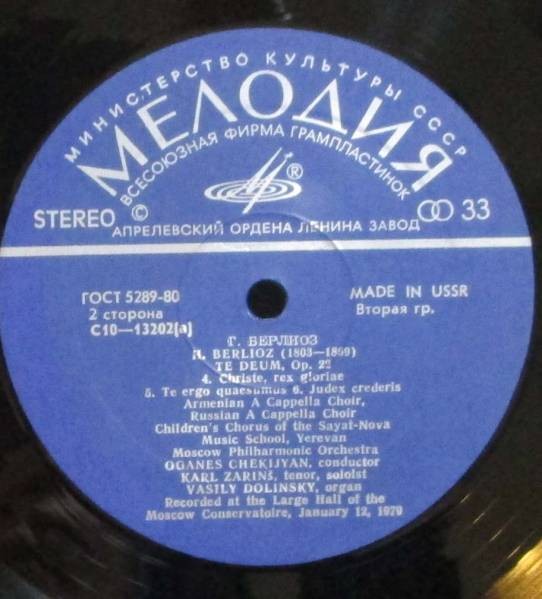 МИНИСТЕРСТВО КУЛЬТУРЫ СССР
МЕЛОДИЯ
ВСЕСОЮЗНАЯ ФИРМА ГРАМПЛАСТИНОК
®
STEREO © 33
АПРЕЛЕВСКИЙ ОРДЕНА ЛЕНИНА ЗАВОД
ГОСТ 5289-80 MADE IN USSR
2 сторона Вторая гр.
С10—13202(a)
Г. БЕРЛИОЗ
H. BERLIOZ (1803—1869)
TE DEUM, Op. 22
4. Christe, rex gloriae
5. Te ergo quaesumus 6. Judex crederis
Armenian A Cappella Choir,
Russian A Cappella Choir
Children's Chorus of the Sayat-Nova
Music School, Yerevan
Moscow Philharmonic Orchestra
OGANES CHEKIJYAN, conductor
KARL ZARINŠ, tenor, soloist
VASILY DOLINSKY, organ
Recorded at the Large Hall of the
Moscow Conservatoire, January 12, 1979